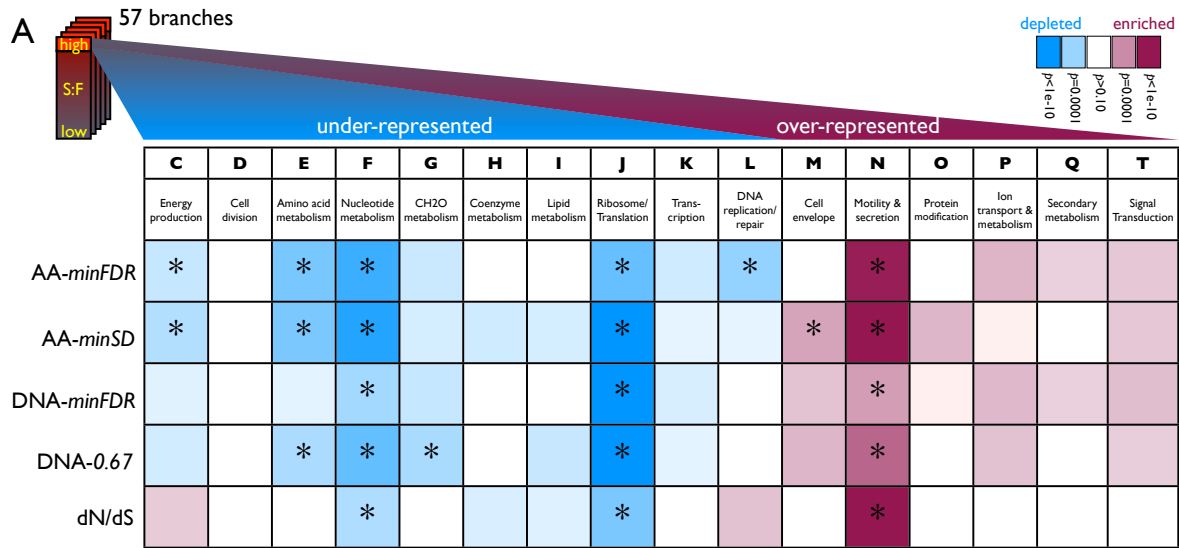 A
57 branches
high
S:F
low
depleted enriched
p<1e-10
p=0.0001
p>0.10
p=0.0001
p<1e-10
under-represented over-represented
C D E F G H I J K L M N O P Q T
Energy production
Cell division
Amino acid metabolism
Nucleotide metabolism
CH2O metabolism
Coenzyme metabolism
Lipid metabolism
Ribosome/ Translation
Trans- cription
DNA replication/ repair
Cell envelope
Motility & secretion
Protein modification
Ion transport & metabolism
Secondary metabolism
Signal Transduction
AA-minFDR * * * * * *
AA-minSD * * * * * *
DNA-minFDR * * *
DNA-0.67 * * * * *
dN/dS * * *